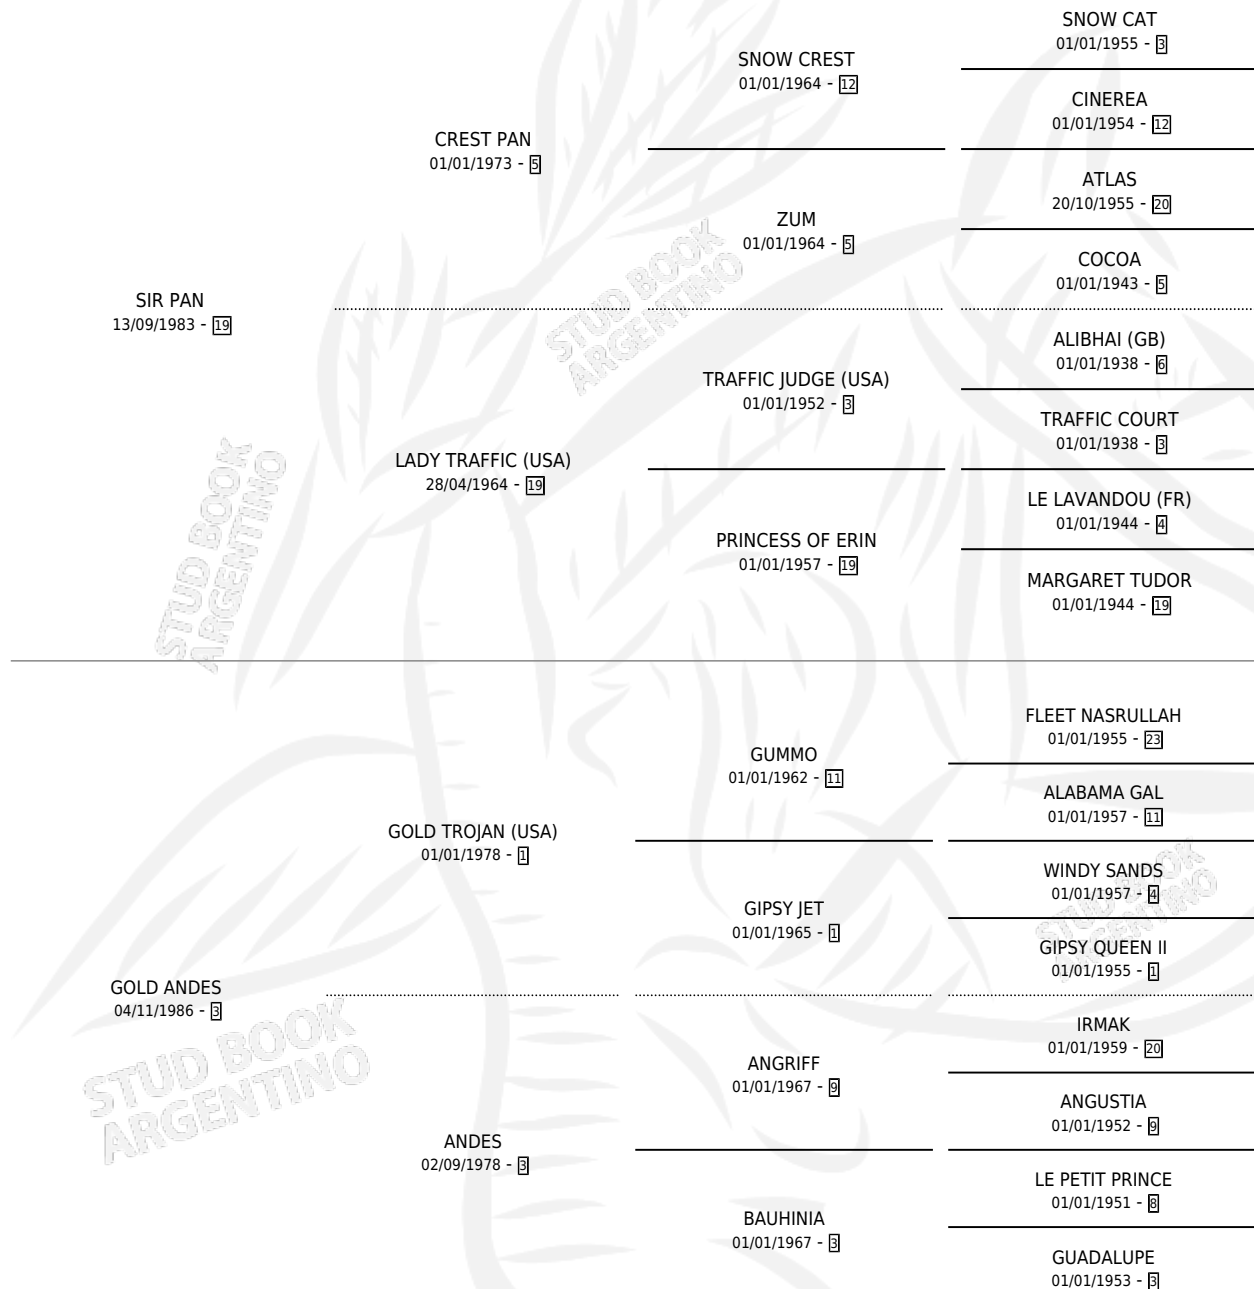 SNOW CAT
01/01/1955 - 3
SNOW CREST
01/01/1964 - 12
CINEREA
01/01/1954 - 12
CREST PAN
01/01/1973 - 5
ATLAS
20/10/1955 - 20
ZUM
01/01/1964 - 5
COCOA
01/01/1943 - 5
SIR PAN
13/09/1983 - 19
ALIBHAI (GB)
01/01/1938 - 6
TRAFFIC JUDGE (USA)
01/01/1952 - 3
TRAFFIC COURT
01/01/1938 - 3
LADY TRAFFIC (USA)
28/04/1964 - 19
LE LAVANDOU (FR)
01/01/1944 - 4
PRINCESS OF ERIN
01/01/1957 - 19
MARGARET TUDOR
01/01/1944 - 19
FLEET NASRULLAH
01/01/1955 - 23
GUMMO
01/01/1962 - 11
ALABAMA GAL
01/01/1957 - 11
GOLD TROJAN (USA)
01/01/1978 - 1
WINDY SANDS
01/01/1957 - 4
GIPSY JET
01/01/1965 - 1
GIPSY QUEEN II
01/01/1955 - 1
GOLD ANDES
04/11/1986 - 3
IRMAK
01/01/1959 - 20
ANGRIFF
01/01/1967 - 9
ANGUSTIA
01/01/1952 - 9
ANDES
02/09/1978 - 3
LE PETIT PRINCE
01/01/1951 - 8
BAUHINIA
01/01/1967 - 3
GUADALUPE
01/01/1953 - 3
STUD BOOK
ARGENTINO
STUD BOOK
ARGENTINO
STUD BOOK
ARGENTINO
STUD BOOK
ARGENTINO